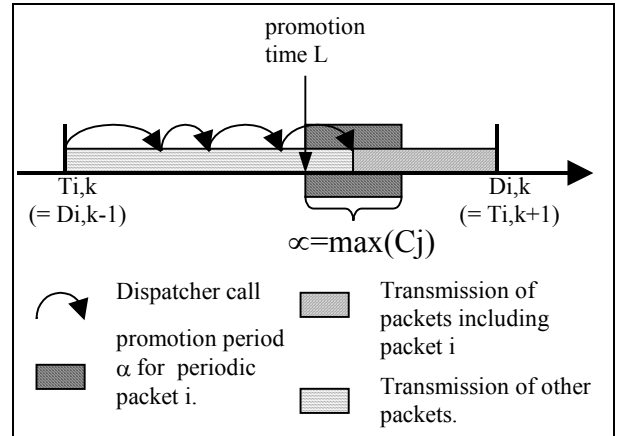 promotion
time L
Ti,k
(= Di,k-1)
Di,k
(= Ti,k+1)
∝=max(Cj)
Dispatcher call
promotion period
α for periodic
packet i.
Transmission of
packets including
packet i
Transmission of other
packets.